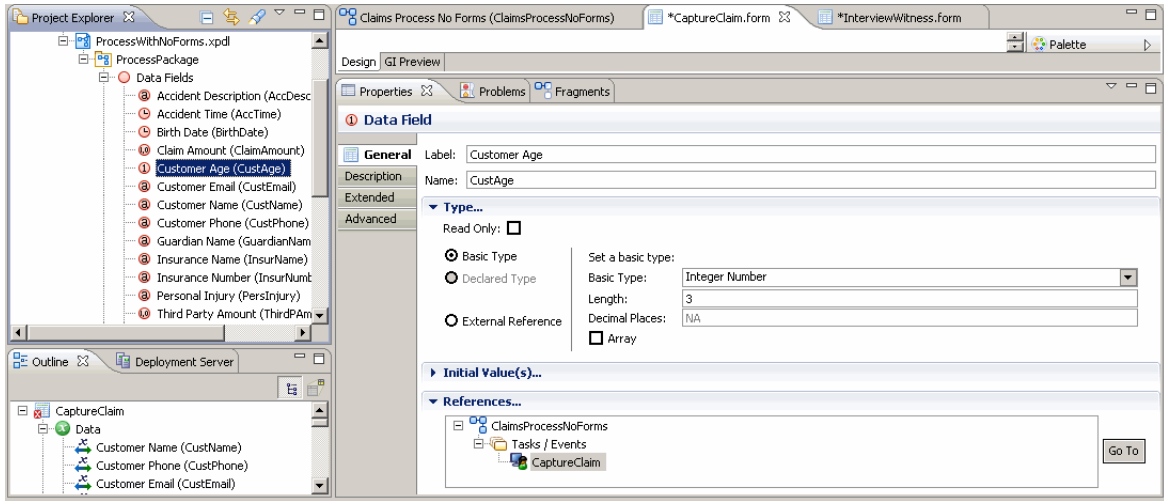 Project Explorer
ProcessWithNoForms.xpdl
ProcessPackage
Data Fields
Accident Description (AccDesc
Accident Time (AccTime)
Birth Date (BirthDate)
Claim Amount (ClaimAmount)
Customer Age (CustAge)
Customer Email (CustEmail)
Customer Name (CustName)
Customer Phone (CustPhone)
Guardian Name (GuardianNam
Insurance Name (InsurName)
Insurance Number (InsurNumb
Personal Injury (PersInjury)
Third Party Amount (ThirdPAm
Outline Deployment Server
CaptureClaim
Data
Customer Name (CustName)
Customer Phone (CustPhone)
Customer Email (CustEmail)
Claims Process No Forms (ClaimsProcessNoForms) *CaptureClaim.form *InterviewWitness.form
Palette
Design GI Preview
Properties Problems Fragments
Data Field
General
Description
Extended
Advanced
Label: Customer Age
Name: CustAge
Type...
Read Only:
Basic Type
Declared Type
External Reference
Set a basic type:
Basic Type: Integer Number
Length: 3
Decimal Places: NA
Array
Initial Value(s)...
References...
ClaimsProcessNoForms
Tasks / Events
CaptureClaim
Go To